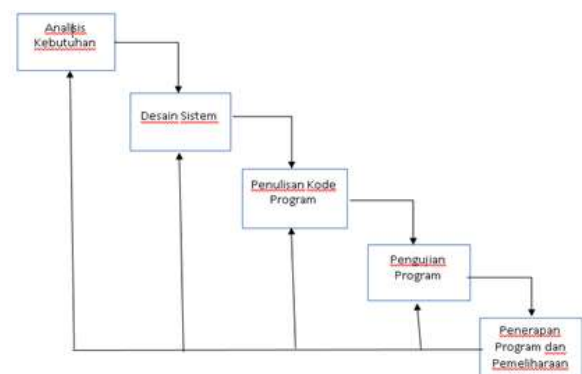 Analisis
Kebutuhan
Desain Sistem
Penulisan Kode
Program
Pengujian
Program
Penerapan
Program dan
Pemeliharaan